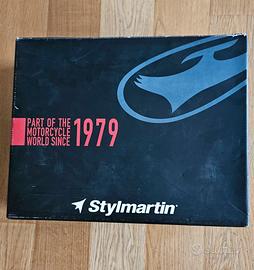 PART OF THE
MOTORCYCLE
WORLD SINCE
1979
Stylmartin